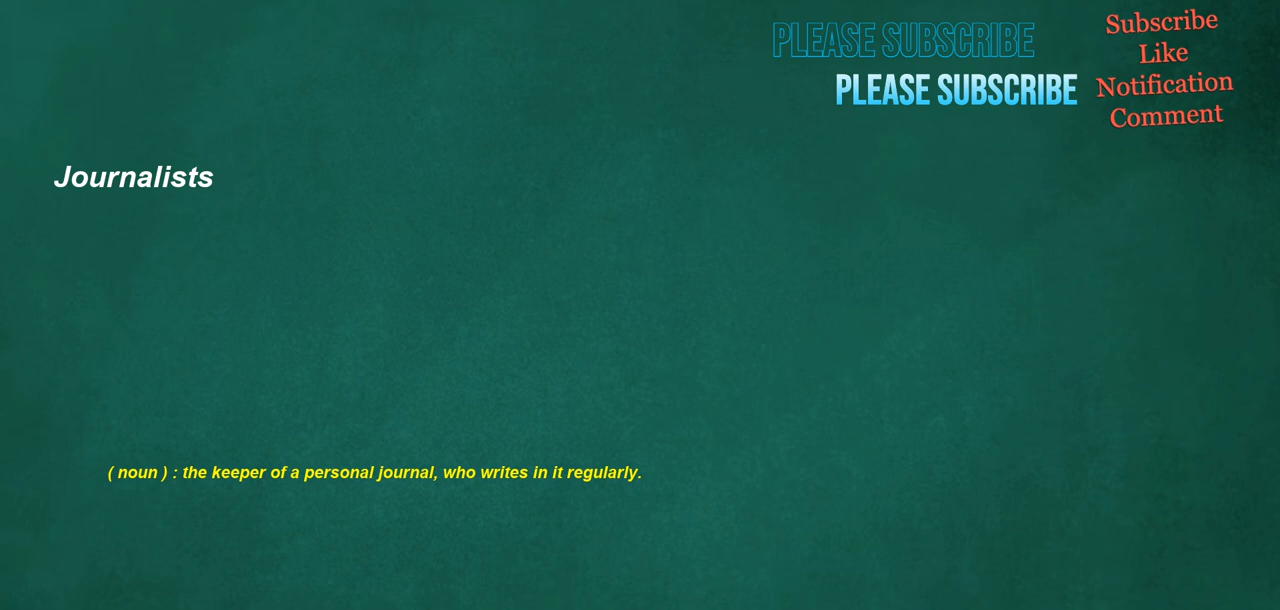 PLEASE SUBSCRIBE
PLEASE SUBSCRIBE
Subscribe
Like
Notification
Comment
Journalists
( noun ) : the keeper of a personal journal, who writes in it regularly.